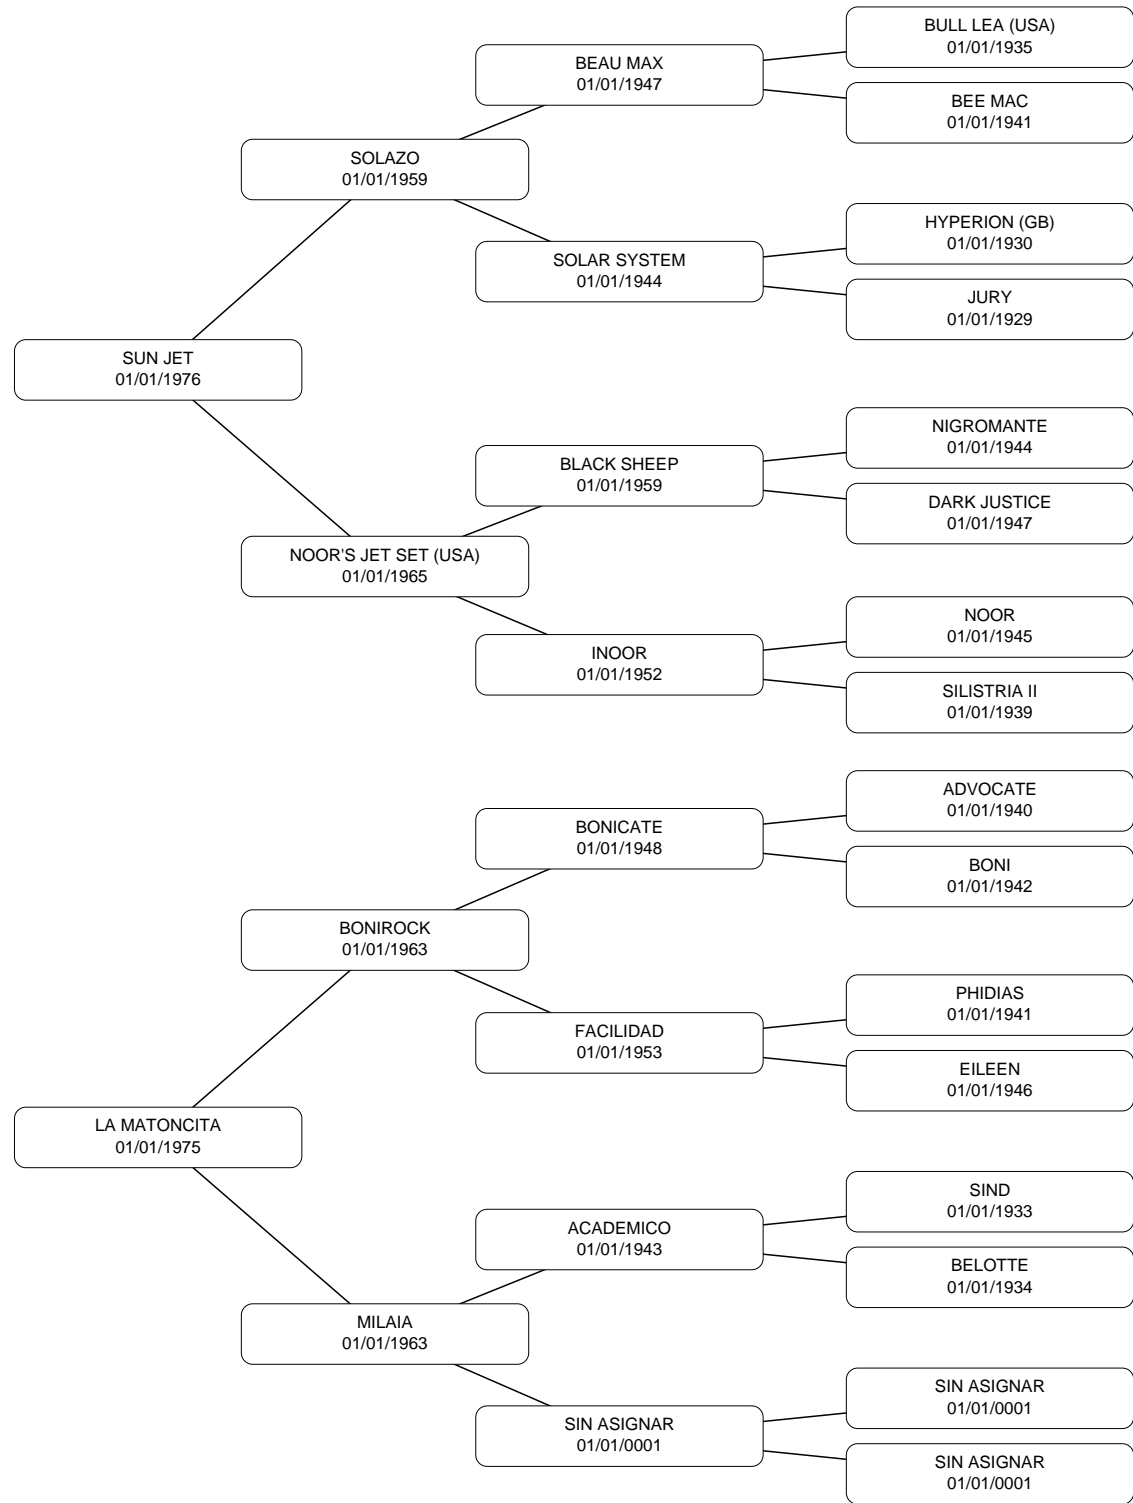 BULL LEA (USA)
01/01/1935
BEAU MAX
01/01/1947
BEE MAC
01/01/1941
SOLAZO
01/01/1959
HYPERION (GB)
01/01/1930
SOLAR SYSTEM
01/01/1944
JURY
01/01/1929
SUN JET
01/01/1976
NIGROMANTE
01/01/1944
BLACK SHEEP
01/01/1959
DARK JUSTICE
01/01/1947
NOOR'S JET SET (USA)
01/01/1965
NOOR
01/01/1945
INOOR
01/01/1952
SILISTRIA II
01/01/1939
ADVOCATE
01/01/1940
BONICATE
01/01/1948
BONI
01/01/1942
BONIROCK
01/01/1963
PHIDIAS
01/01/1941
FACILIDAD
01/01/1953
EILEEN
01/01/1946
LA MATONCITA
01/01/1975
SIND
01/01/1933
ACADEMICO
01/01/1943
BELOTTE
01/01/1934
MILAIA
01/01/1963
SIN ASIGNAR
01/01/0001
SIN ASIGNAR
01/01/0001
SIN ASIGNAR
01/01/0001